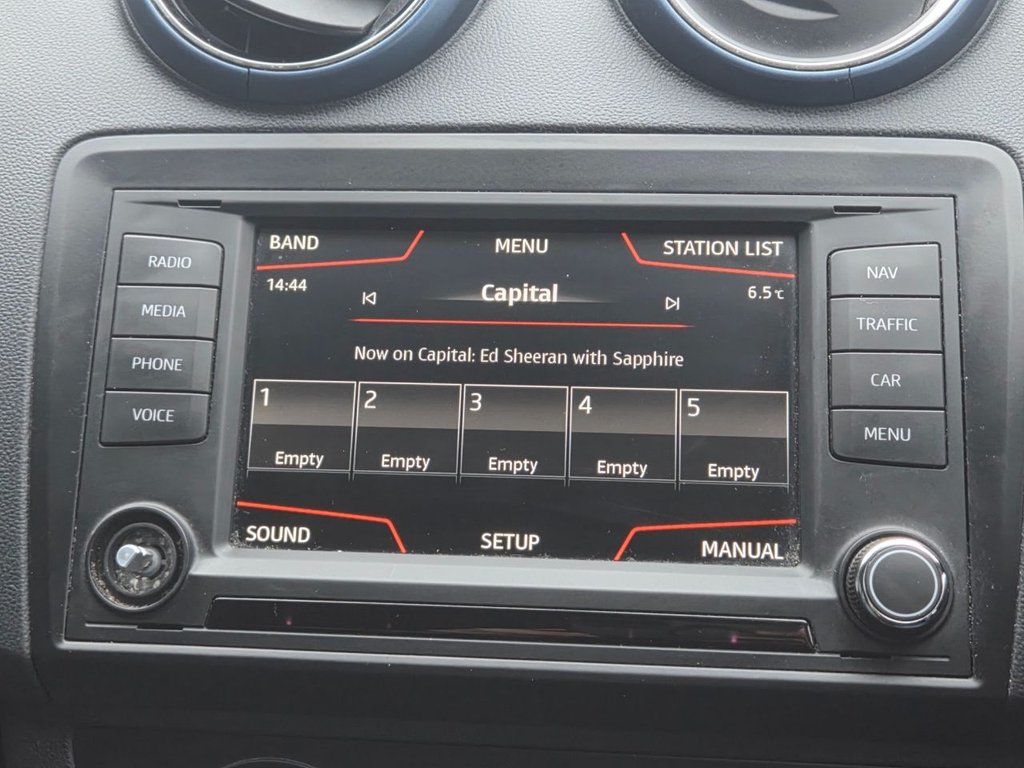 BAND
MENU
STATION LIST
14:44
Capital
6.5°c
Now on Capital: Ed Sheeran with Sapphire
1
2
3
4
5
Empty
Empty
Empty
Empty
Empty
SOUND
SETUP
MANUAL
RADIO
MEDIA
PHONE
VOICE
NAV
TRAFFIC
CAR
MENU